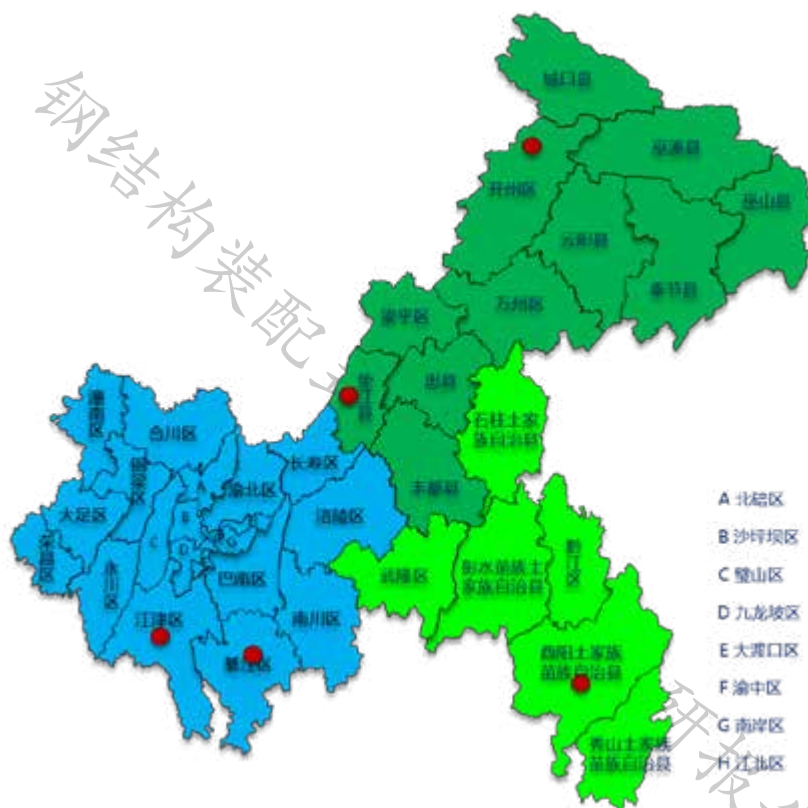 钢结构装配
城口县
巫溪县
开州区
巫山县
云阳县
奉节县
万州区
梁平区
忠县
垫江县
石柱土家
族自治县
丰都县
潼南区
合川区
长寿区
铜梁区
渝北区
涪陵区
大足区
荣昌区
永川区
巴南区
江津区
南川区
綦江区
武隆区
彭水苗族土
家族自治县
黔江区
酉阳土家族
苗族自治县
秀山土家族
苗族自治县
A
B
C
D
G
A 北碚区
B 沙坪坝区
C 璧山区
D 九龙坡区
E 大渡口区
F 渝中区
G 南岸区
H 江北区
研报